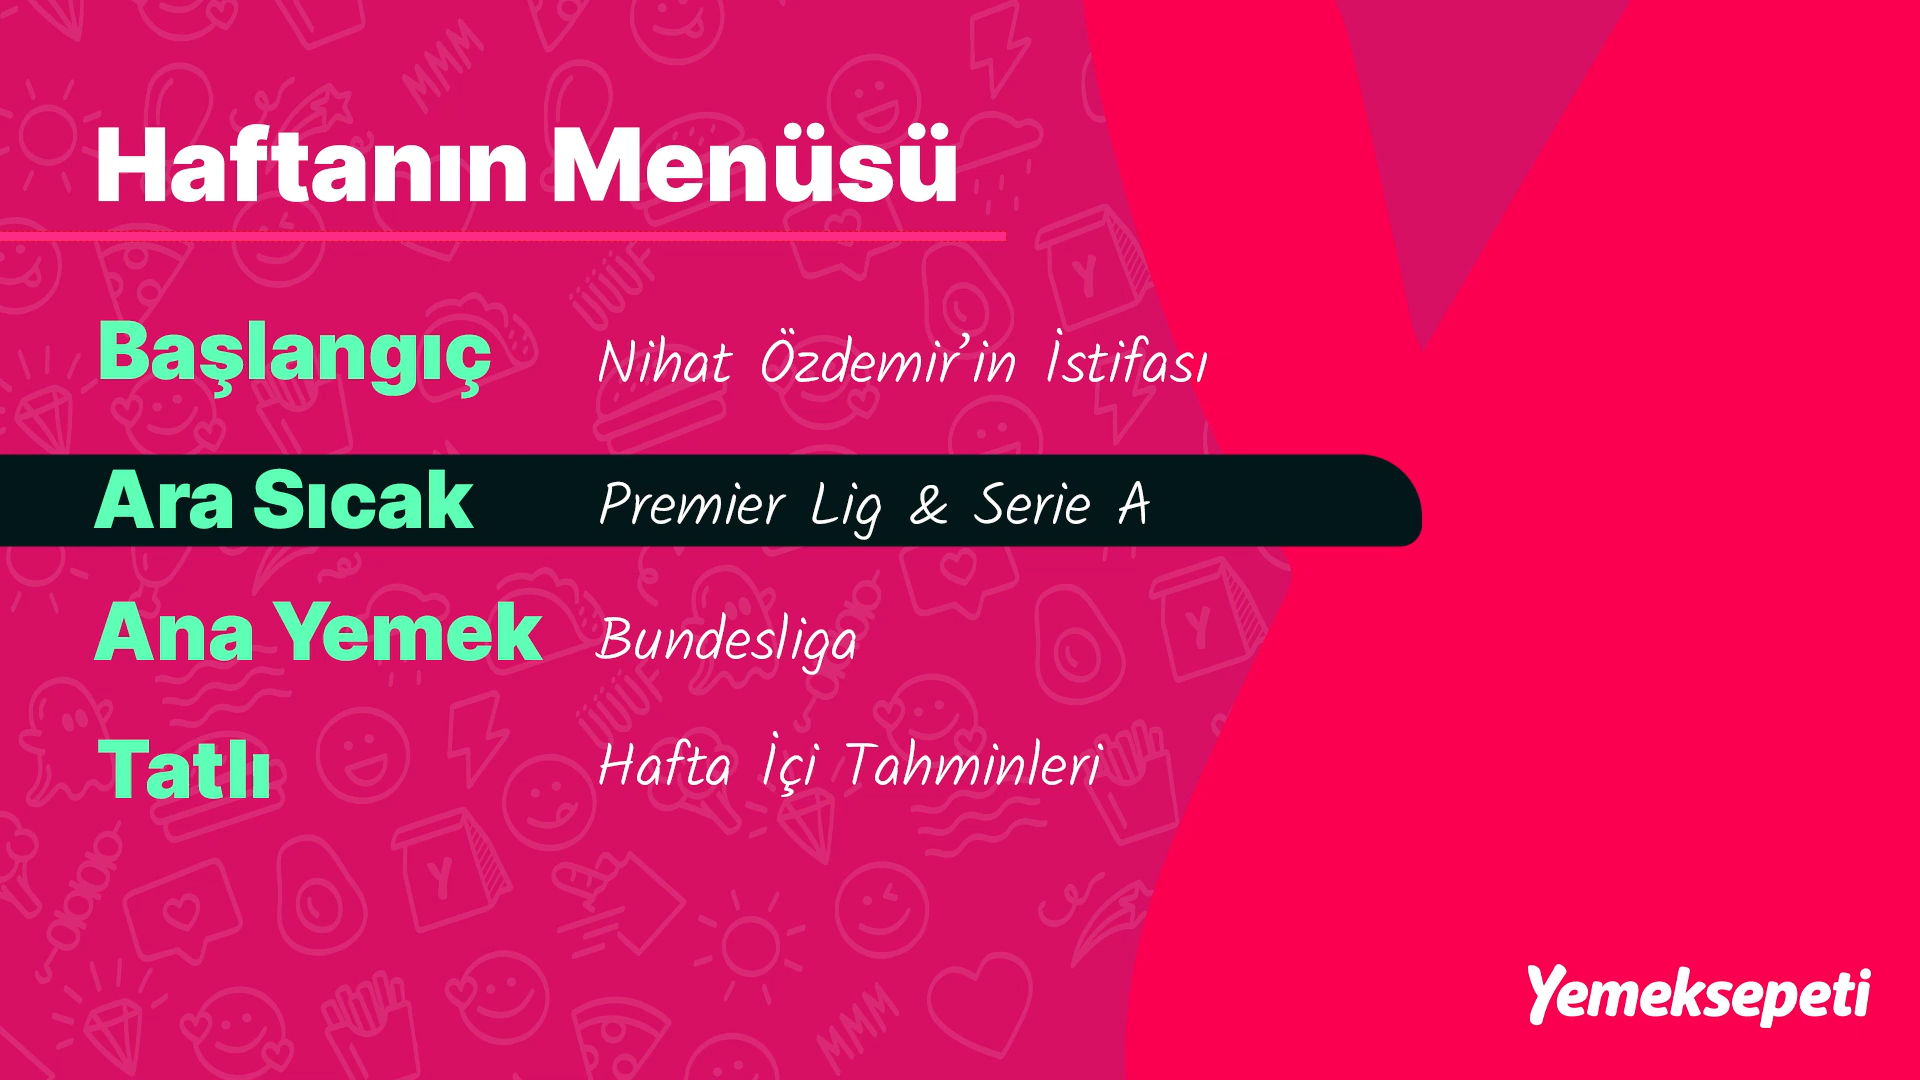 Haftanın Menüsü
Başlangıç Nihat Özdemir'in İstifası
Ara Sıcak Premier Lig & Serie A
Ana Yemek Bundesliga
Tatlı Hafta İçi Tahminleri
Yemeksepeti